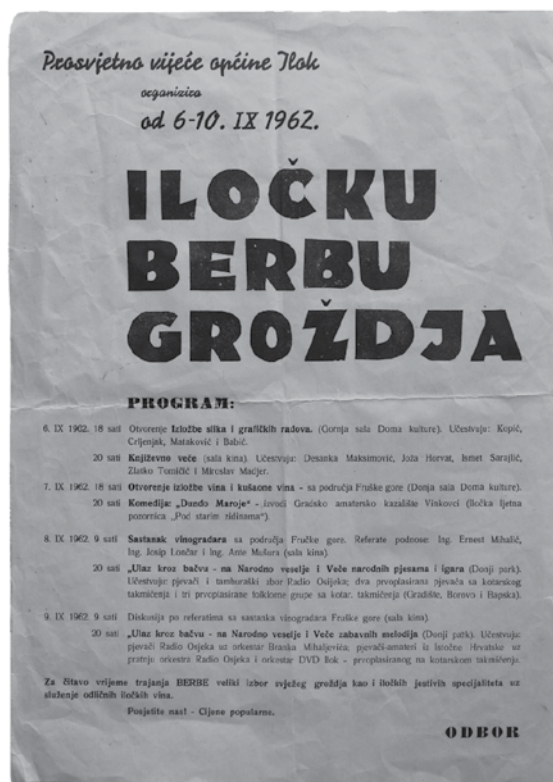 Prosvjetno vijeće općine Ilok
organizira
od 6-10. IX 1962.
ILOČKU
BERBU
GROŽDJA
PROGRAM:
6. IX 1962. 18 sati Otvorenje Izložbe slika i grafičkih radova. (Gornja sala Doma kulture). Učestvuju: Kopić,
Crljenjak, Mataković i Babić.
20 sati Književno veče (sala kina). Učestvuju: Desanka Maksimović, Joža Horvat, Ismet Sarajlić,
Zlatko Tomičić i Miroslav Madjer.
7. IX 1962. 18 sati Otvorenje izložbe vina i kušaone vina - sa područja Fruške gore (Donja sala Doma kulture).
20 sati Komedija: „Dundo Maroje" - izvodi Gradsko amatersko kazalište Vinkovci (Iločka ljetna
pozornica „Pod starim zidinama").
8. IX 1962. 9 sati Sastanak vinogradara sa područja Fručke gore. Referate podnose: Ing. Ernest Mihalić,
Ing. Josip Lončar i Ing. Ante Mušura (sala kina).
20 sati „Ulaz kroz bačvu - na Narodno veselje i Veče narodnih pjesama i igara (Donji park).
Učestvuju: pjevači i tamburaški zbor Radio Osijeka; dva prvoplasirana pjevača sa kotarskog
takmičenja i tri prvoplasirane folklorne grupe sa kotar. takmičenja (Gradište, Borovo i Bapska).
9. IX 1962. 9 sati Diskusija po referatima sa sastanka vinogradara Fruške gore (sala kina).
20 sati „Ulaz kroz bačvu - na Narodno veselje i Veče zabavnih melodija (Donji park). Učestvuju:
pjevači Radio Osjeka uz orkestar Branka Mihaljevića, pjevači-amateri iz Istočne Hrvatske uz
pratnju orkestra Radio Osjeka i orkestar DVD Ilok - prvoplasiranog na kotarskom takmičenju.
Za čitavo vrijeme trajanja BERBE veliki izbor svježeg grožđa kao i iločkih jestivih specijaliteta uz
služenje odličnih iločkih vina.
Posjetite nas! - Cijene popularne.
ODBOR